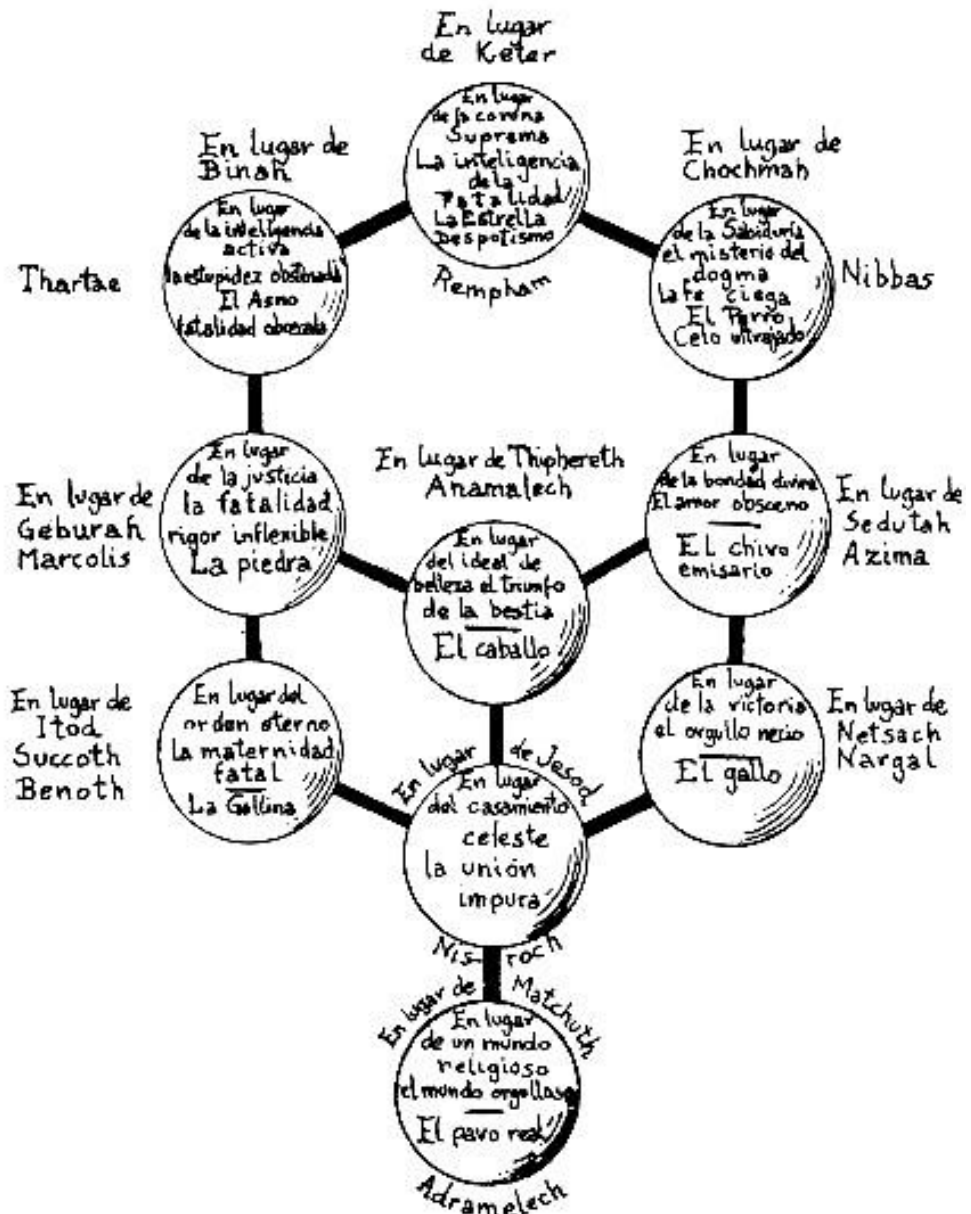 En lugar
de Keter
En lugar
de la corona
Suprama
La inteligencia
de la
Fatalidad
La Estrella
Despotismo
Rempham
En lugar de
Binah
En lugar
de la inteligencia
activa
la estupidez obstinada
El Asno
fatalidad obcecada
Thartae
En lugar de
Chochmah
En lugar
de la Sabiduría
el misterio del
dogma
La fe ciega
El Perro
Celo ultrajado
Nibbas
En lugar de
Geburah
Marcolis
En lugar
de la justicia
la fatalidad
rigor inflexible
La piedra
En lugar de Thiphereth
Anamalech
En lugar
del ideal de
belleza el triunfo
de la bestia
El caballo
En lugar
de la bondad divina
El amor obsceno
El chivo
emisario
En lugar de
Sedutah
Azima
En lugar de
Itod
Succoth
Benoth
En lugar del
orden eterno
La maternidad
fatal
La Gallina
En lugar de Jesod
En lugar
del casamiento
celeste
la unión
impura
Nis-roch
En lugar
de la victoria
el orgullo necio
El gallo
En lugar de
Netsach
Nargal
En lugar de Matchuth
En lugar
de un mundo
religioso
el mundo orgulloso
El pavo real
Adramelech